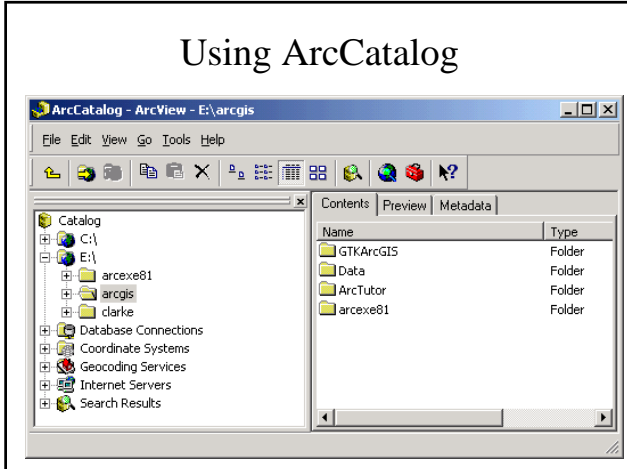 Using ArcCatalog
ArcCatalog - ArcView - E:\arcgis
File Edit View Go Tools Help
Catalog
C:\
E:\
arcexe81
arcgis
clarke
Database Connections
Coordinate Systems
Geocoding Services
Internet Servers
Search Results
Contents Preview Metadata
Name Type
GTKArcGIS Folder
Data Folder
ArcTutor Folder
arcexe81 Folder